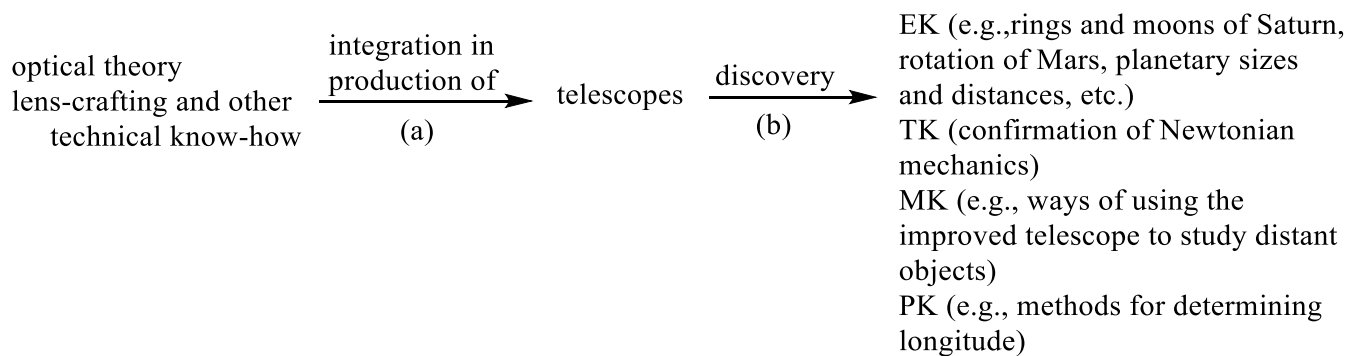 optical theory
lens-crafting and other
technical know-how
integration in
production of
(a)
telescopes
discovery
(b)
EK (e.g.,rings and moons of Saturn,
rotation of Mars, planetary sizes
and distances, etc.)
TK (confirmation of Newtonian
mechanics)
MK (e.g., ways of using the
improved telescope to study distant
objects)
PK (e.g., methods for determining
longitude)